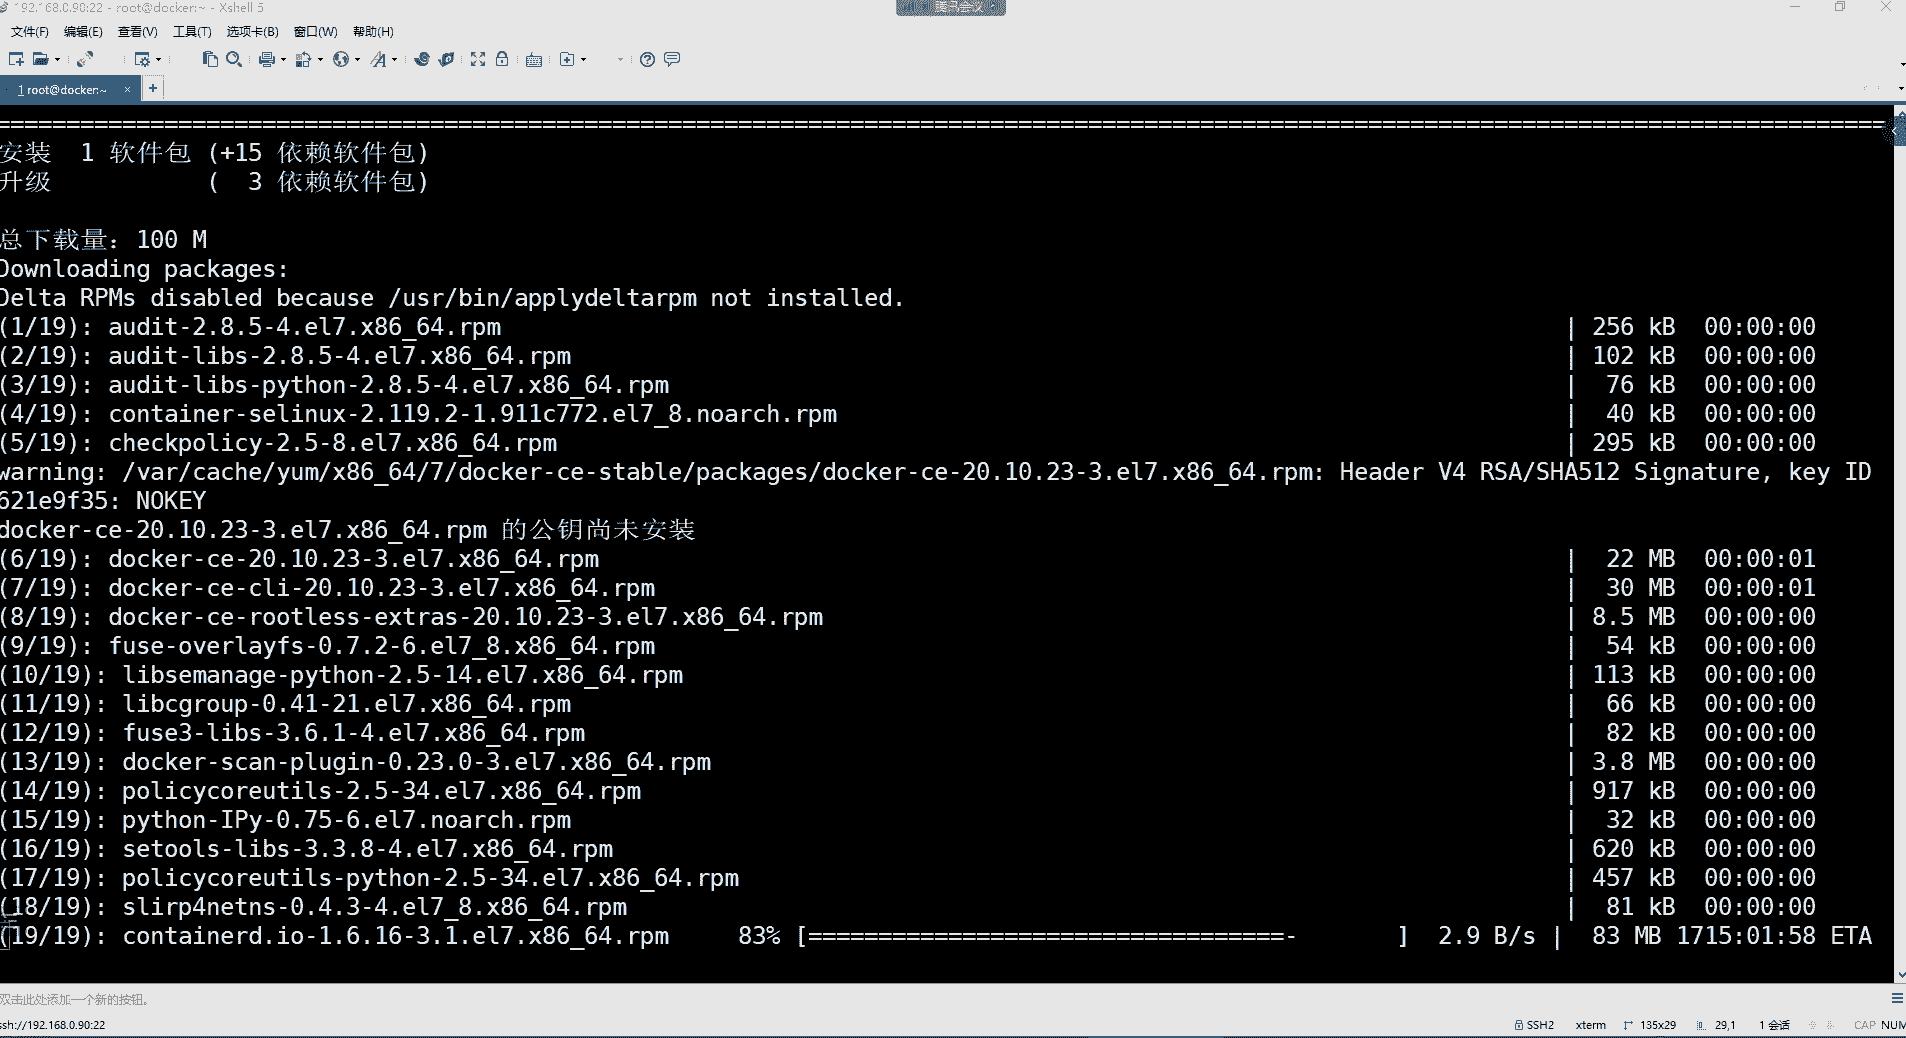 192.168.0.90:22 - root@docker:~ - Xshell 5
腾讯会议
文件(F) 编辑(E) 查看(V) 工具(T) 选项卡(B) 窗口(W) 帮助(H)
1 root@docker:~ × +
===============================================================================================================================
安装  1 软件包 (+15 依赖软件包)
升级           (  3 依赖软件包)
总下载量：100 M
Downloading packages:
Delta RPMs disabled because /usr/bin/applydeltarpm not installed.
(1/19): audit-2.8.5-4.el7.x86_64.rpm | 256 kB  00:00:00
(2/19): audit-libs-2.8.5-4.el7.x86_64.rpm | 102 kB  00:00:00
(3/19): audit-libs-python-2.8.5-4.el7.x86_64.rpm |  76 kB  00:00:00
(4/19): container-selinux-2.119.2-1.911c772.el7_8.noarch.rpm |  40 kB  00:00:00
(5/19): checkpolicy-2.5-8.el7.x86_64.rpm | 295 kB  00:00:00
warning: /var/cache/yum/x86_64/7/docker-ce-stable/packages/docker-ce-20.10.23-3.el7.x86_64.rpm: Header V4 RSA/SHA512 Signature, key ID
621e9f35: NOKEY
docker-ce-20.10.23-3.el7.x86_64.rpm 的公钥尚未安装
(6/19): docker-ce-20.10.23-3.el7.x86_64.rpm |  22 MB  00:00:01
(7/19): docker-ce-cli-20.10.23-3.el7.x86_64.rpm |  30 MB  00:00:01
(8/19): docker-ce-rootless-extras-20.10.23-3.el7.x86_64.rpm | 8.5 MB  00:00:00
(9/19): fuse-overlayfs-0.7.2-6.el7_8.x86_64.rpm |  54 kB  00:00:00
(10/19): libsemanage-python-2.5-14.el7.x86_64.rpm | 113 kB  00:00:00
(11/19): libcgroup-0.41-21.el7.x86_64.rpm |  66 kB  00:00:00
(12/19): fuse3-libs-3.6.1-4.el7.x86_64.rpm |  82 kB  00:00:00
(13/19): docker-scan-plugin-0.23.0-3.el7.x86_64.rpm | 3.8 MB  00:00:00
(14/19): policycoreutils-2.5-34.el7.x86_64.rpm | 917 kB  00:00:00
(15/19): python-IPy-0.75-6.el7.noarch.rpm |  32 kB  00:00:00
(16/19): setools-libs-3.3.8-4.el7.x86_64.rpm | 620 kB  00:00:00
(17/19): policycoreutils-python-2.5-34.el7.x86_64.rpm | 457 kB  00:00:00
(18/19): slirp4netns-0.4.3-4.el7_8.x86_64.rpm |  81 kB  00:00:00
(19/19): containerd.io-1.6.16-3.1.el7.x86_64.rpm     83% [==================================-       ]  2.9 B/s |  83 MB 1715:01:58 ETA
双击此处添加一个新的按钮。
ssh://192.168.0.90:22 SSH2 xterm 135x29 29,1 1 会话 CAP NUM